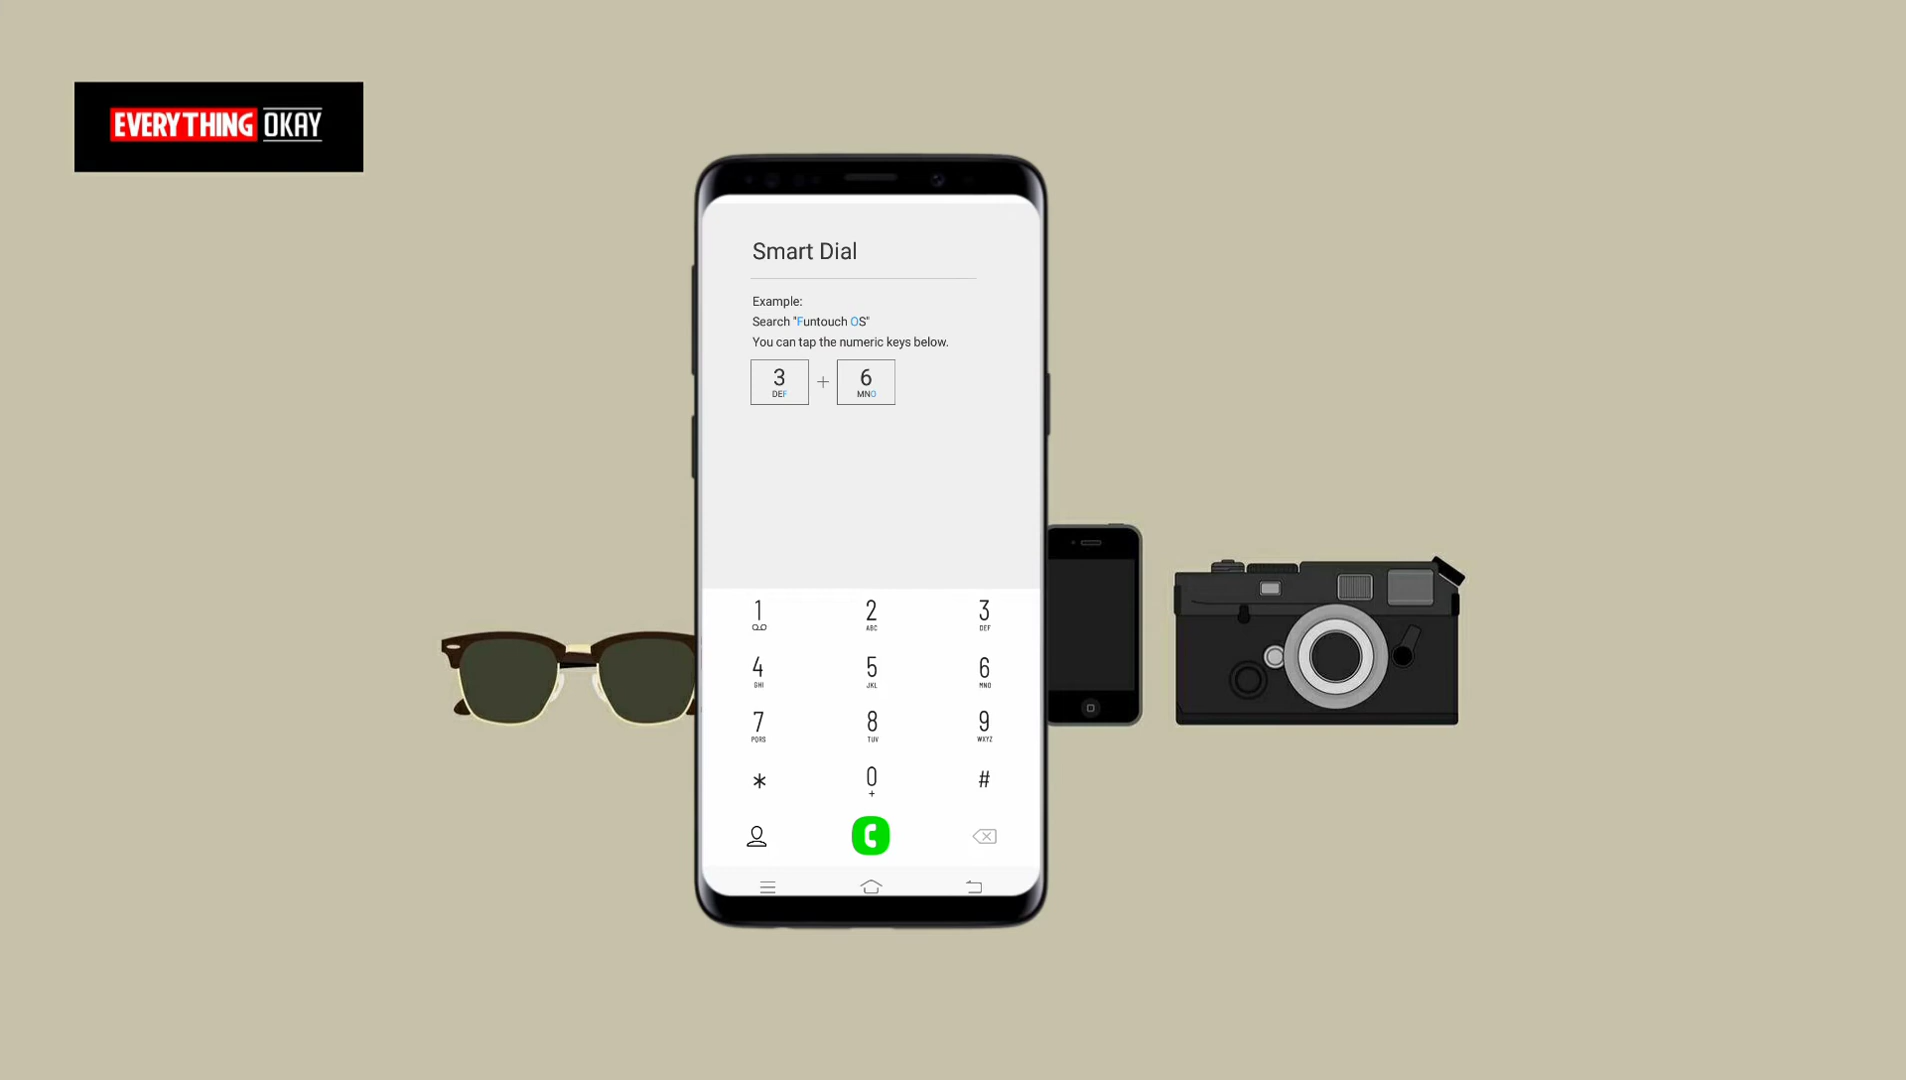 EVERYTHING OKAY
Smart Dial
Example:
Search "Funtouch OS"
You can tap the numeric keys below.
3 + 6
DEF MNO
1 2 3
ABC DEF
4 5 6
GHI JKL MNO
7 8 9
PQRS TUV WXYZ
* 0 #
+